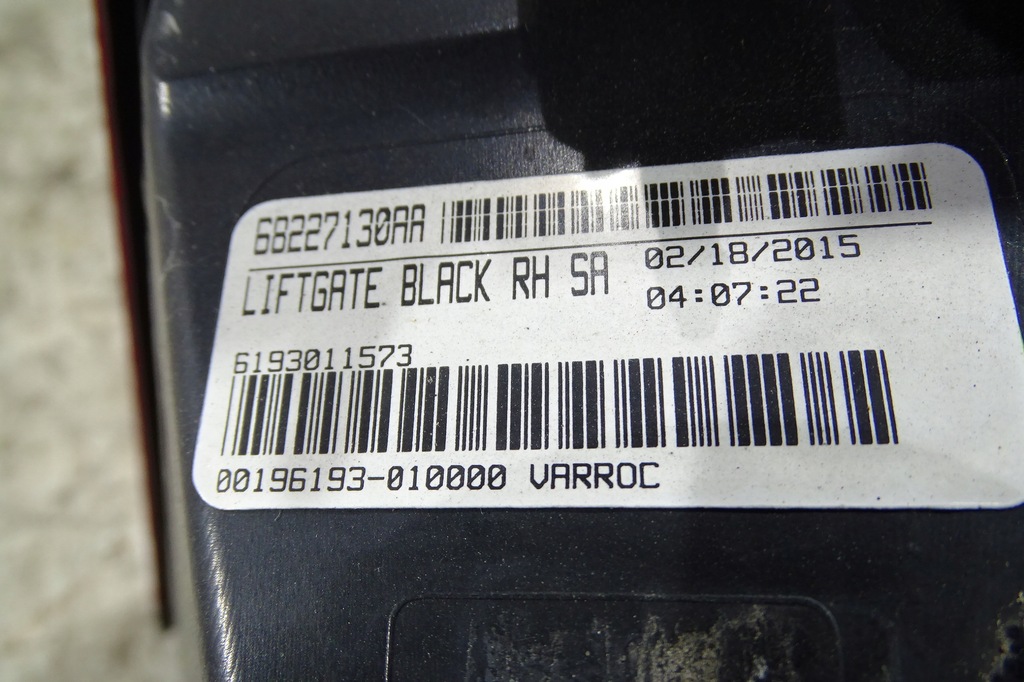 68227130AA
LIFTGATE BLACK RH SA
02/18/2015
04:07:22
6193011573
00196193-010000 VARROC